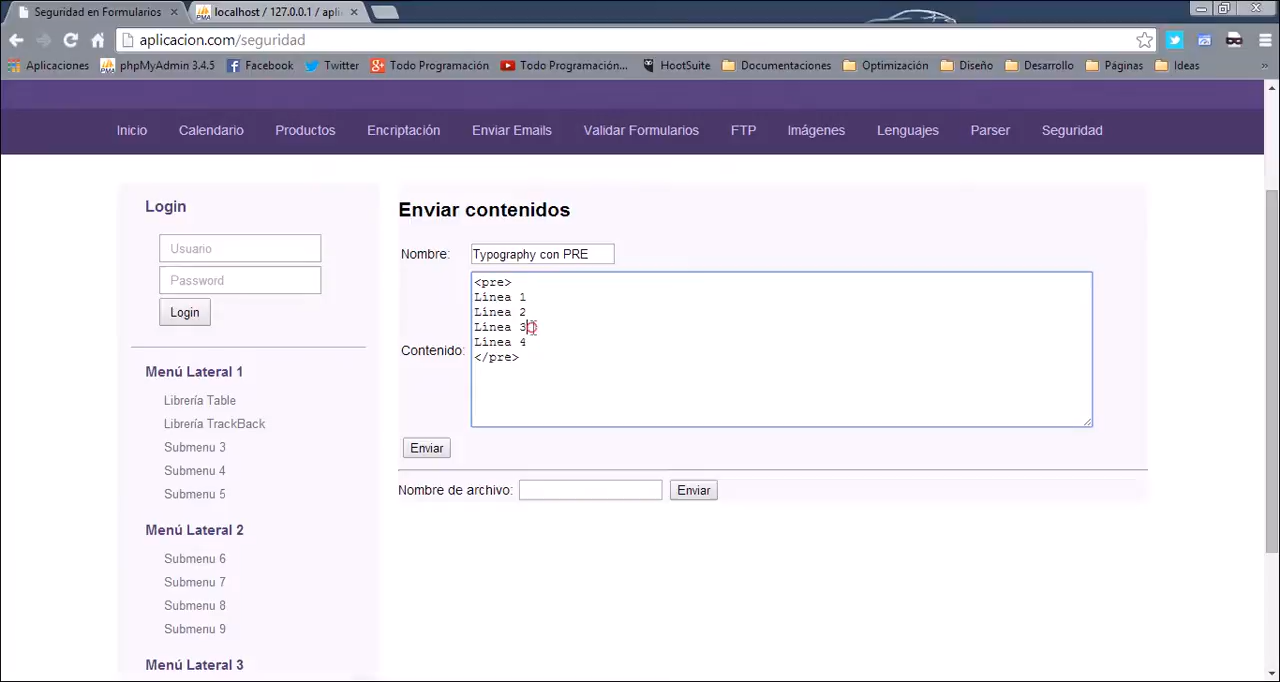 Seguridad en Formularios
localhost / 127.0.0.1 / apli
aplicacion.com/seguridad
Aplicaciones phpMyAdmin 3.4.5 Facebook Twitter Todo Programación Todo Programación... HootSuite Documentaciones Optimización Diseño Desarrollo Páginas Ideas »
Inicio Calendario Productos Encriptación Enviar Emails Validar Formularios FTP Imágenes Lenguajes Parser Seguridad
Login
Usuario
Password
Login
Menú Lateral 1
Librería Table
Librería TrackBack
Submenu 3
Submenu 4
Submenu 5
Menú Lateral 2
Submenu 6
Submenu 7
Submenu 8
Submenu 9
Menú Lateral 3
Enviar contenidos
Nombre: Typography con PRE
Contenido:
<pre>
Línea 1
Línea 2
Línea 3
Línea 4
</pre>
Enviar
Nombre de archivo: Enviar